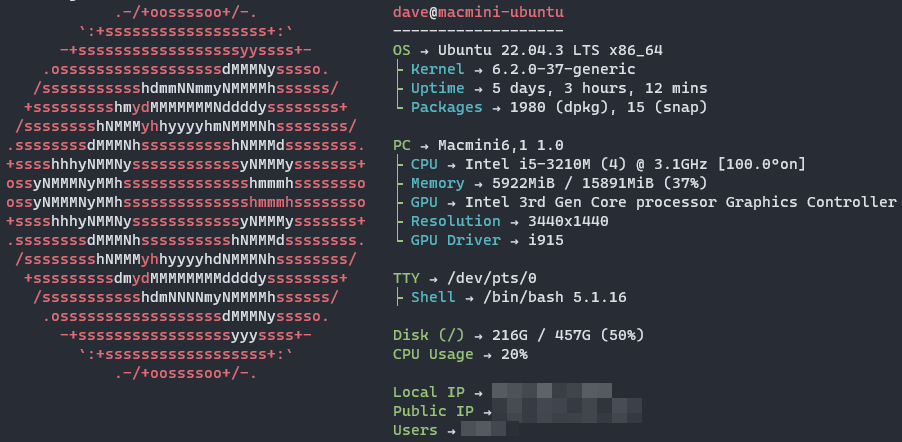 .-/+oossssoo+/-.
`:+ssssssssssssssssss+:`
-+ssssssssssssssssssyyssss+-
.ossssssssssssssssssdMMMNysssso.
/ssssssssssshdmmNNmmyNMMMMhssssss/
+ssssssssshmydMMMMMMMNddddyssssssss+
/sssssssshNMMMyhhyyyyhmNMMMNhssssssss/
.ssssssssdMMMNhsssssssssshNMMMdssssssss.
+sssshhhyNMMNyssssssssssssyNMMMysssssss+
ossyNMMMNyMMhsssssssssssssshmmmhssssssso
ossyNMMMNyMMhsssssssssssssshmmmhssssssso
+sssshhhyNMMNyssssssssssssyNMMMysssssss+
.ssssssssdMMMNhsssssssssshNMMMdssssssss.
/sssssssshNMMMyhhyyyyhdNMMMNhssssssss/
+sssssssssdmydMMMMMMMMddddyssssssss+
/ssssssssssshdmNNNNmyNMMMMhssssss/
.ossssssssssssssssssdMMMNysssso.
-+sssssssssssssssssyyyssss+-
`:+ssssssssssssssssss+:`
.-/+oossssoo+/-.
dave@macmini-ubuntu
-------------------
OS → Ubuntu 22.04.3 LTS x86_64
├ Kernel → 6.2.0-37-generic
├ Uptime → 5 days, 3 hours, 12 mins
└ Packages → 1980 (dpkg), 15 (snap)
PC → Macmini6,1 1.0
├ CPU → Intel i5-3210M (4) @ 3.1GHz [100.0°on]
├ Memory → 5922MiB / 15891MiB (37%)
├ GPU → Intel 3rd Gen Core processor Graphics Controller
├ Resolution → 3440x1440
└ GPU Driver → i915
TTY → /dev/pts/0
├ Shell → /bin/bash 5.1.16
Disk (/) → 216G / 457G (50%)
CPU Usage → 20%
Local IP →
Public IP →
Users →